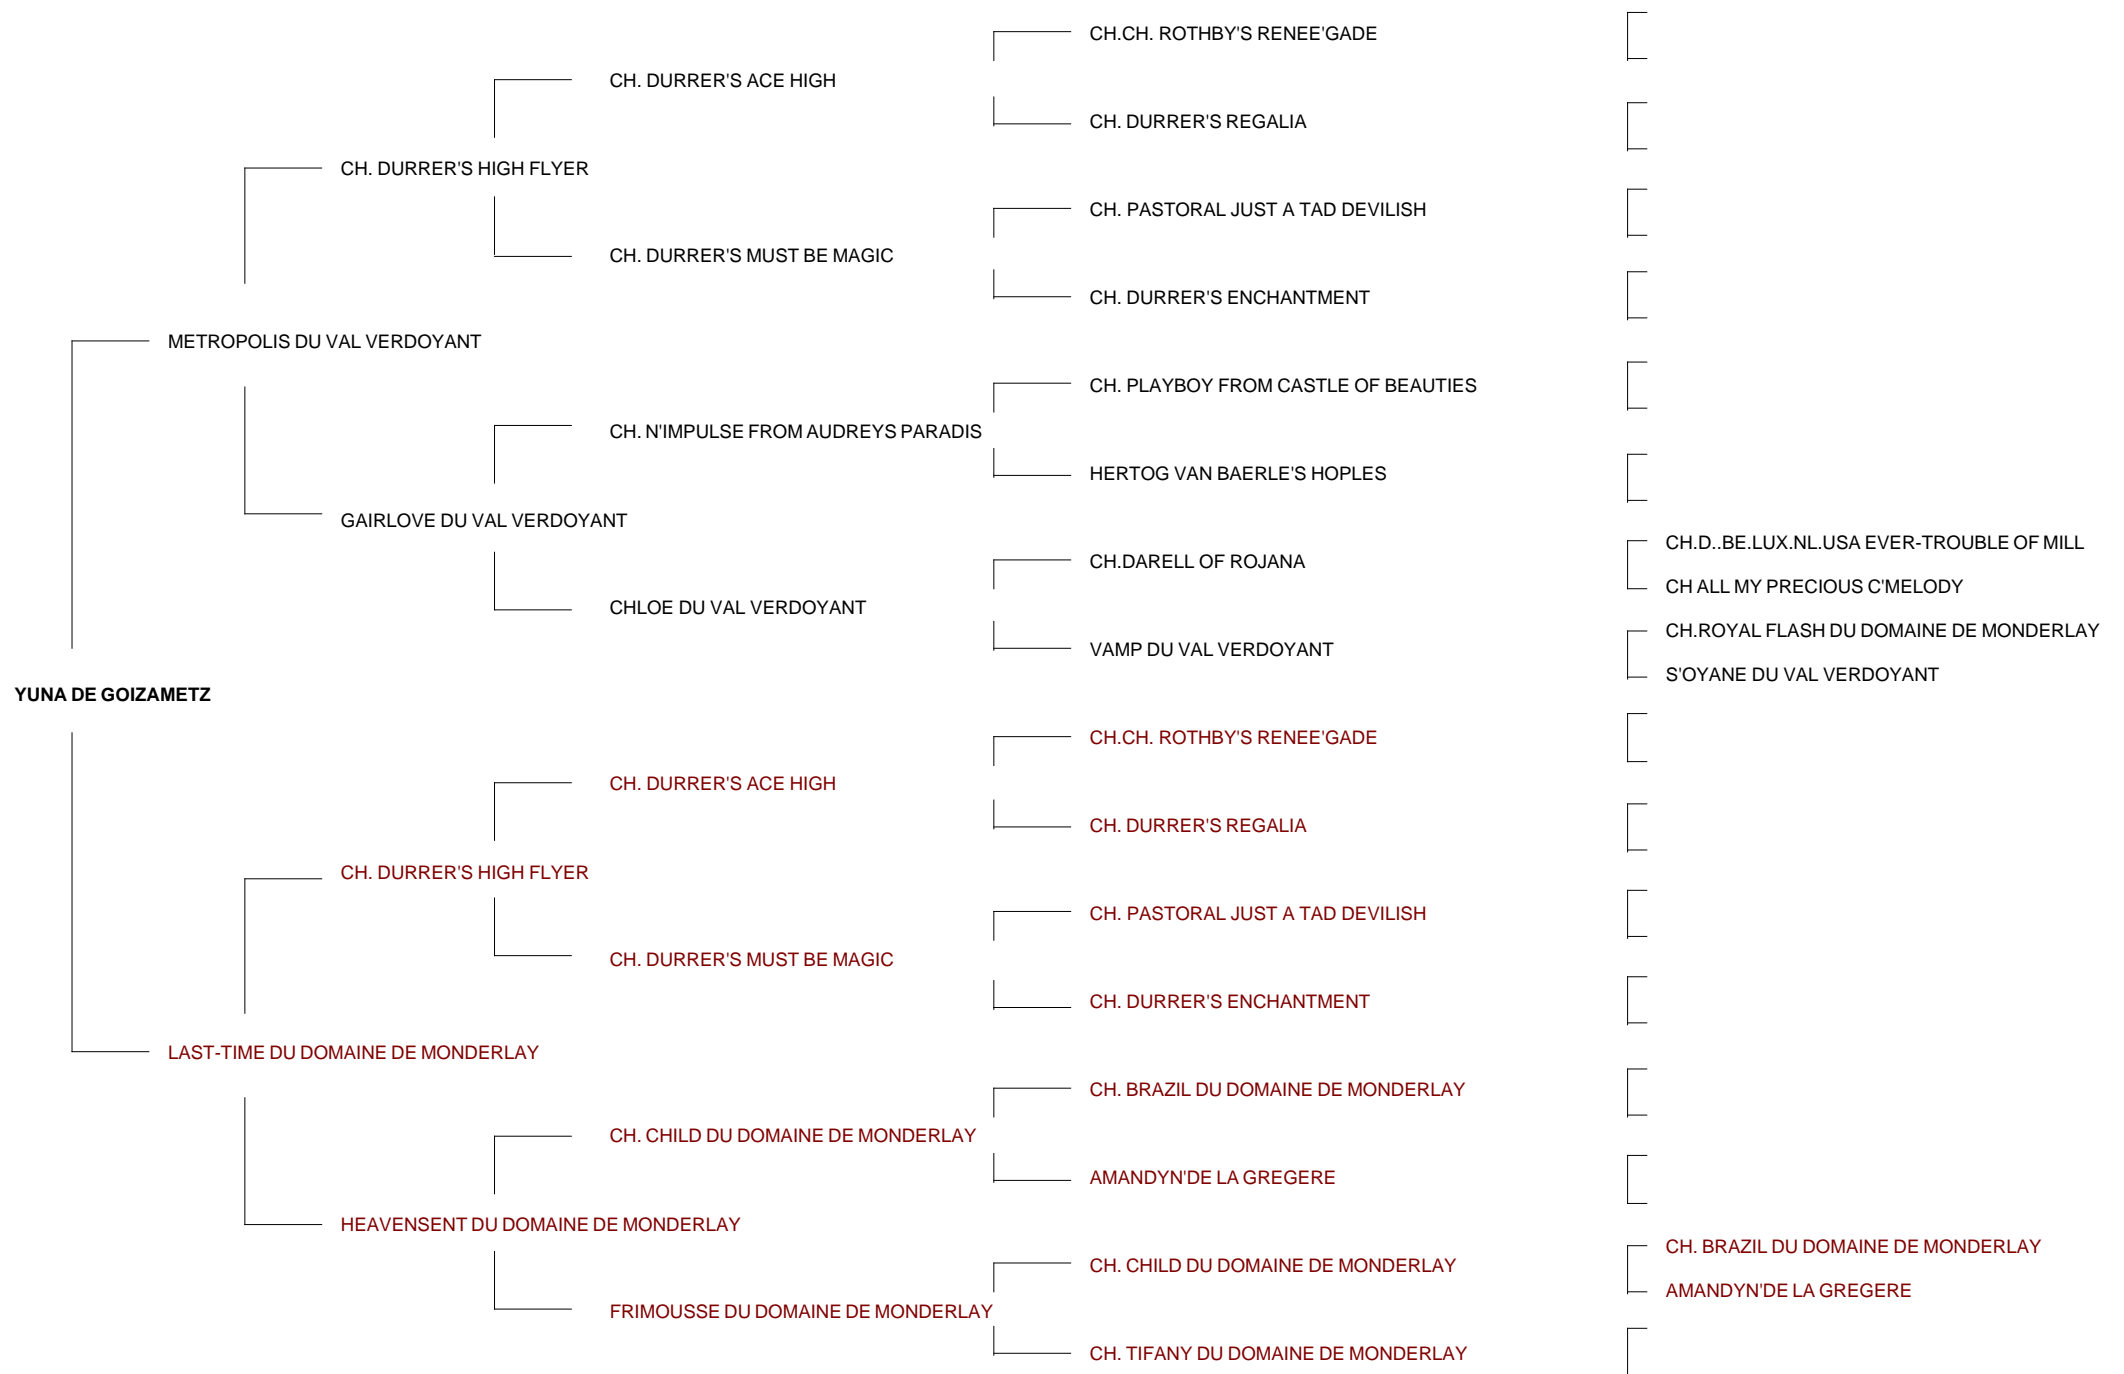 CH.CH. ROTHBY'S RENEE'GADE
CH. DURRER'S ACE HIGH
CH. DURRER'S REGALIA
CH. DURRER'S HIGH FLYER
CH. PASTORAL JUST A TAD DEVILISH
CH. DURRER'S MUST BE MAGIC
CH. DURRER'S ENCHANTMENT
METROPOLIS DU VAL VERDOYANT
CH. PLAYBOY FROM CASTLE OF BEAUTIES
CH. N'IMPULSE FROM AUDREYS PARADIS
HERTOG VAN BAERLE'S HOPLES
GAIRLOVE DU VAL VERDOYANT
CH.D..BE.LUX.NL.USA EVER-TROUBLE OF MILL
CH.DARELL OF ROJANA
CH ALL MY PRECIOUS C'MELODY
CHLOE DU VAL VERDOYANT
CH.ROYAL FLASH DU DOMAINE DE MONDERLAY
VAMP DU VAL VERDOYANT
S'OYANE DU VAL VERDOYANT
YUNA DE GOIZAMETZ
CH.CH. ROTHBY'S RENEE'GADE
CH. DURRER'S ACE HIGH
CH. DURRER'S REGALIA
CH. DURRER'S HIGH FLYER
CH. PASTORAL JUST A TAD DEVILISH
CH. DURRER'S MUST BE MAGIC
CH. DURRER'S ENCHANTMENT
LAST-TIME DU DOMAINE DE MONDERLAY
CH. BRAZIL DU DOMAINE DE MONDERLAY
CH. CHILD DU DOMAINE DE MONDERLAY
AMANDYN'DE LA GREGERE
HEAVENSENT DU DOMAINE DE MONDERLAY
CH. BRAZIL DU DOMAINE DE MONDERLAY
CH. CHILD DU DOMAINE DE MONDERLAY
AMANDYN'DE LA GREGERE
FRIMOUSSE DU DOMAINE DE MONDERLAY
CH. TIFANY DU DOMAINE DE MONDERLAY